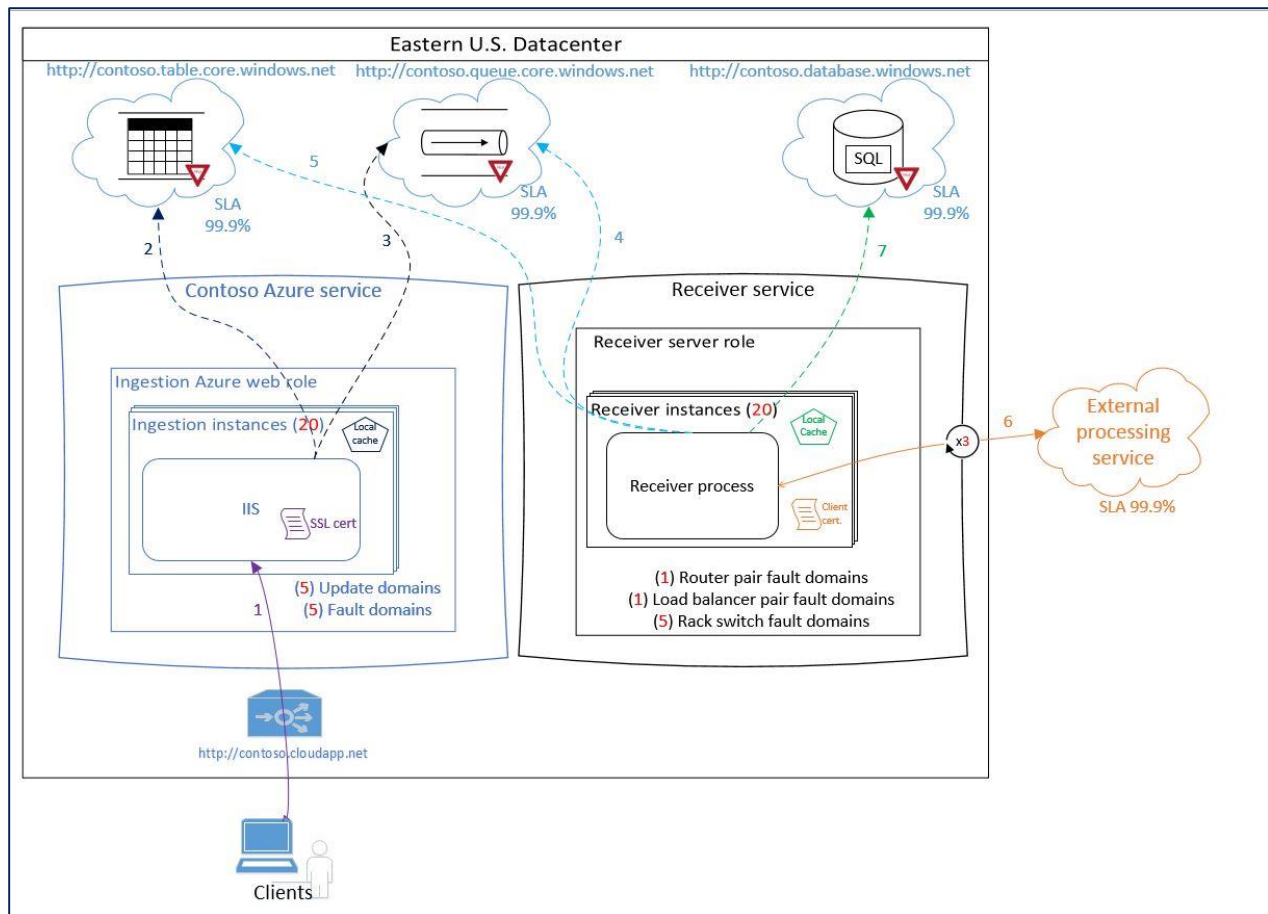 Eastern U.S. Datacenter
http://contoso.table.core.windows.net
http://contoso.queue.core.windows.net
http://contoso.database.windows.net
SQL
SLA
99.9%
SLA
99.9%
SLA
99.9%
5
2
3
4
7
Contoso Azure service
Ingestion Azure web role
Ingestion instances (20)
Local
cache
IIS
SSL cert
(5) Update domains
(5) Fault domains
1
Receiver service
Receiver server role
Receiver instances (20)
Local
Cache
Receiver process
Client
cert.
(1) Router pair fault domains
(1) Load balancer pair fault domains
(5) Rack switch fault domains
x3
6
External
processing
service
SLA 99.9%
http://contoso.cloudapp.net
Clients